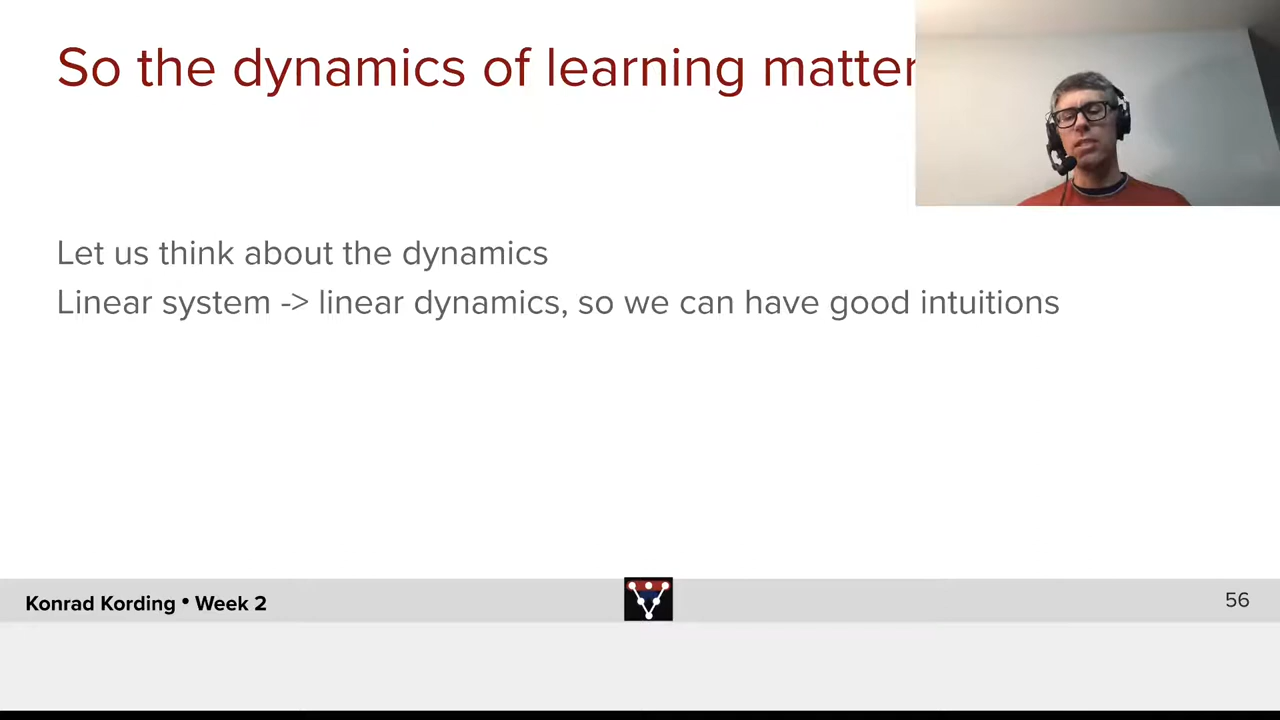 So the dynamics of learning matter
Let us think about the dynamics
Linear system -> linear dynamics, so we can have good intuitions
Konrad Kording • Week 2
56